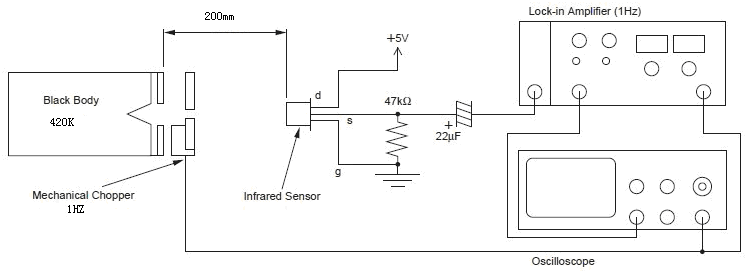 Lock-in Amplifier (1Hz)
200mm
+5V
Black Body
420K
d
47kΩ
s
+
22μF
g
Mechanical Chopper
1HZ
Infrared Sensor
Oscilloscope